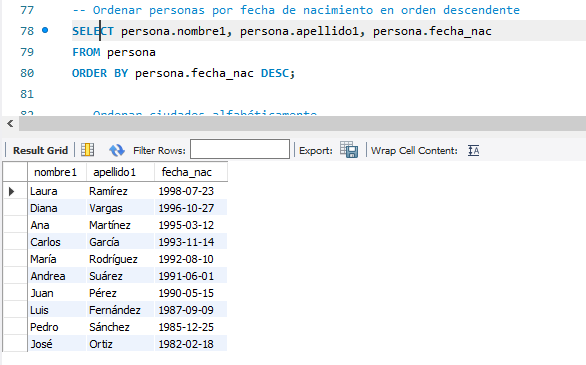 77 -- Ordenar personas por fecha de nacimiento en orden descendente
78 SELECT persona.nombre1, persona.apellido1, persona.fecha_nac
79 FROM persona
80 ORDER BY persona.fecha_nac DESC;
81
82 -- Ordenar ciudades alfabéticamente
Result Grid Filter Rows: Export: Wrap Cell Content:
nombre1 apellido1 fecha_nac
Laura Ramírez 1998-07-23
Diana Vargas 1996-10-27
Ana Martínez 1995-03-12
Carlos García 1993-11-14
María Rodríguez 1992-08-10
Andrea Suárez 1991-06-01
Juan Pérez 1990-05-15
Luis Fernández 1987-09-09
Pedro Sánchez 1985-12-25
José Ortiz 1982-02-18